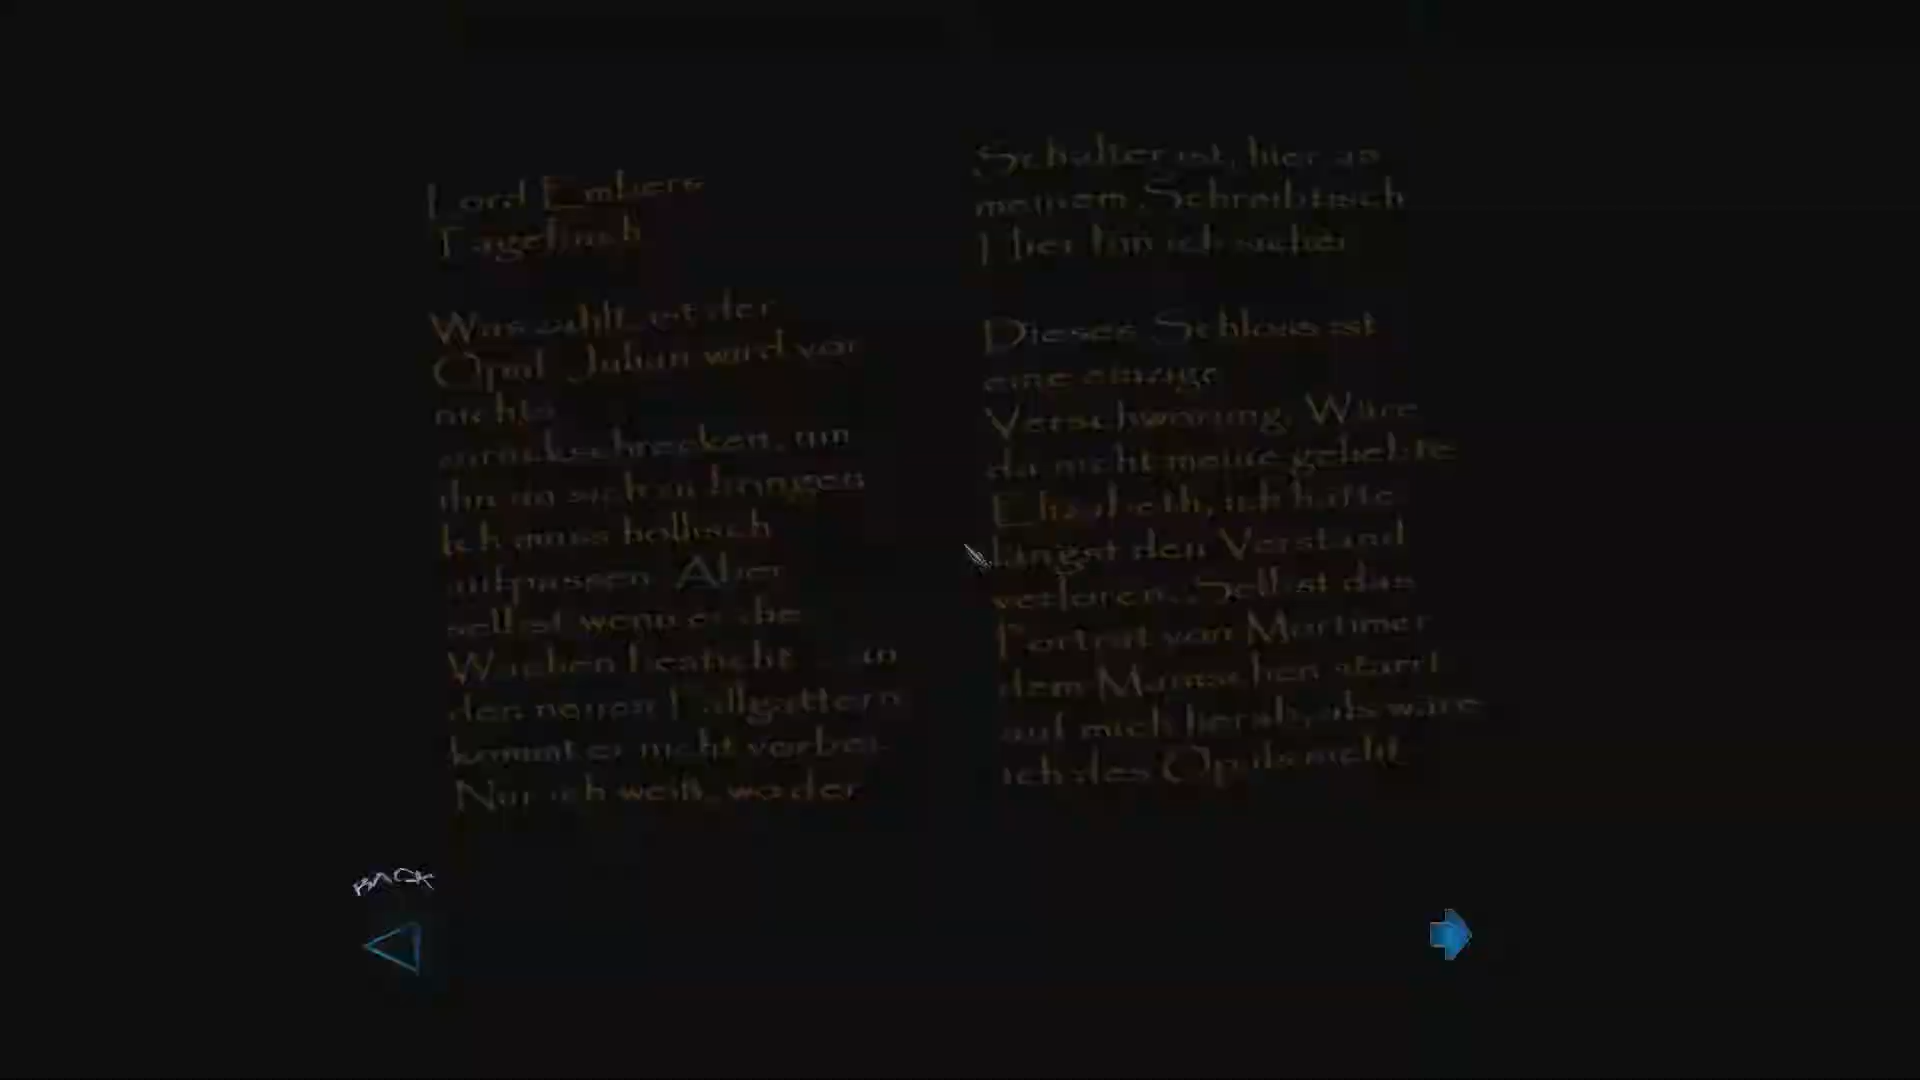 Lord Embers
Tagebuch
Was zählt, ist der
Opal. Julian wird vor
nichts
zurückschrecken, um
ihn an sich zu bringen.
Ich muss höllisch
aufpassen. Aber
selbst wenn er die
Wachen besticht ... an
den neuen Fallgattern
kommt er nicht vorbei.
Nur ich weiß, wo der
Schalter ist, hier an
meinem Schreibtisch.
Hier bin ich sicher.
Dieses Schloss ist
eine einzige
Verschwörung. Wäre
da nicht meine geliebte
Elizabeth, ich hätte
längst den Verstand
verloren. Selbst das
Porträt von Mortimer
dem Manischen starrt
auf mich herab, als wäre
ich des Opals nicht
BACK